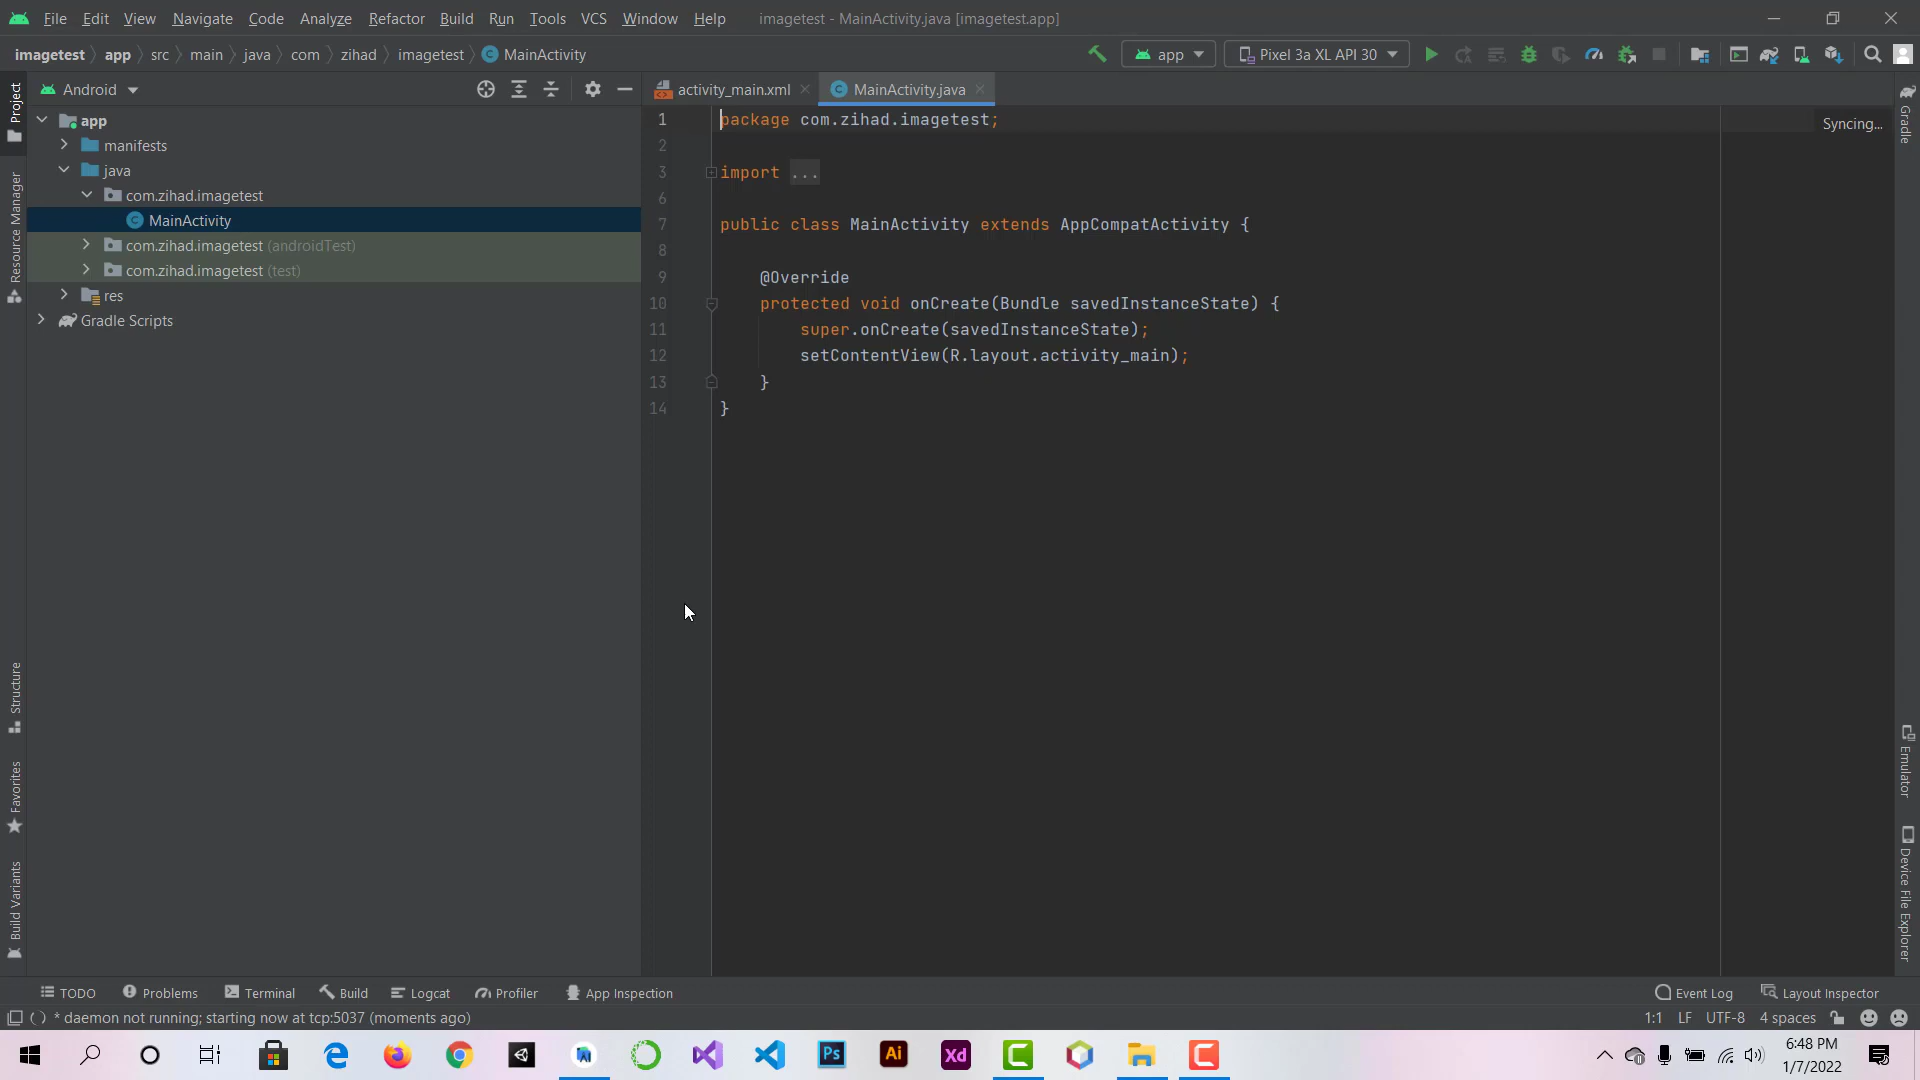 File Edit View Navigate Code Analyze Refactor Build Run Tools VCS Window Help imagetest - MainActivity.java [imagetest.app]
imagetest app src main java com zihad imagetest MainActivity app Pixel 3a XL API 30
Project
Android
activity_main.xml MainActivity.java
app
manifests
java
com.zihad.imagetest
MainActivity
com.zihad.imagetest (androidTest)
com.zihad.imagetest (test)
res
Gradle Scripts
Resource Manager
Structure
Favorites
Build Variants
1 package com.zihad.imagetest;
2
3 import ...
6
7 public class MainActivity extends AppCompatActivity {
8
9 @Override
10 protected void onCreate(Bundle savedInstanceState) {
11 super.onCreate(savedInstanceState);
12 setContentView(R.layout.activity_main);
13 }
14 }
Syncing...
Gradle
Emulator
Device File Explorer
TODO Problems Terminal Build Logcat Profiler App Inspection Event Log Layout Inspector
* daemon not running; starting now at tcp:5037 (moments ago) 1:1 LF UTF-8 4 spaces
Ps Ai Xd
6:48 PM
1/7/2022